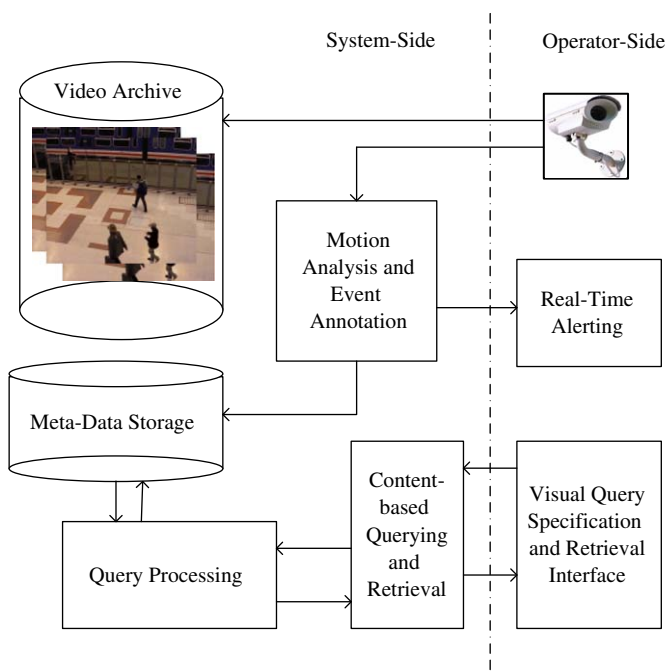 System-Side
Operator-Side
Video Archive
Motion
Analysis and
Event
Annotation
Real-Time
Alerting
Meta-Data Storage
Content-
based
Querying
and
Retrieval
Visual Query
Specification
and Retrieval
Interface
Query Processing